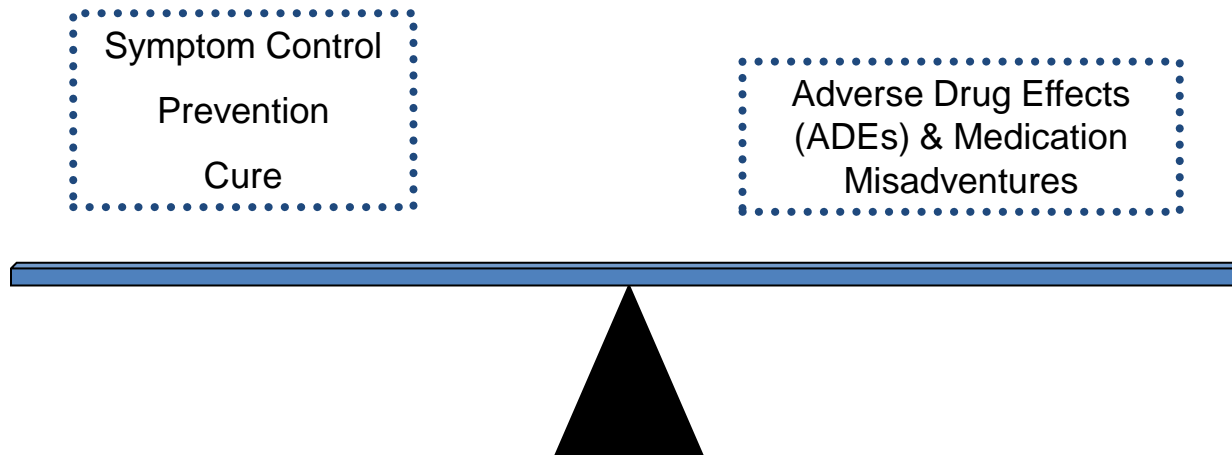 Symptom Control
Prevention
Cure
Adverse Drug Effects
(ADEs) & Medication
Misadventures